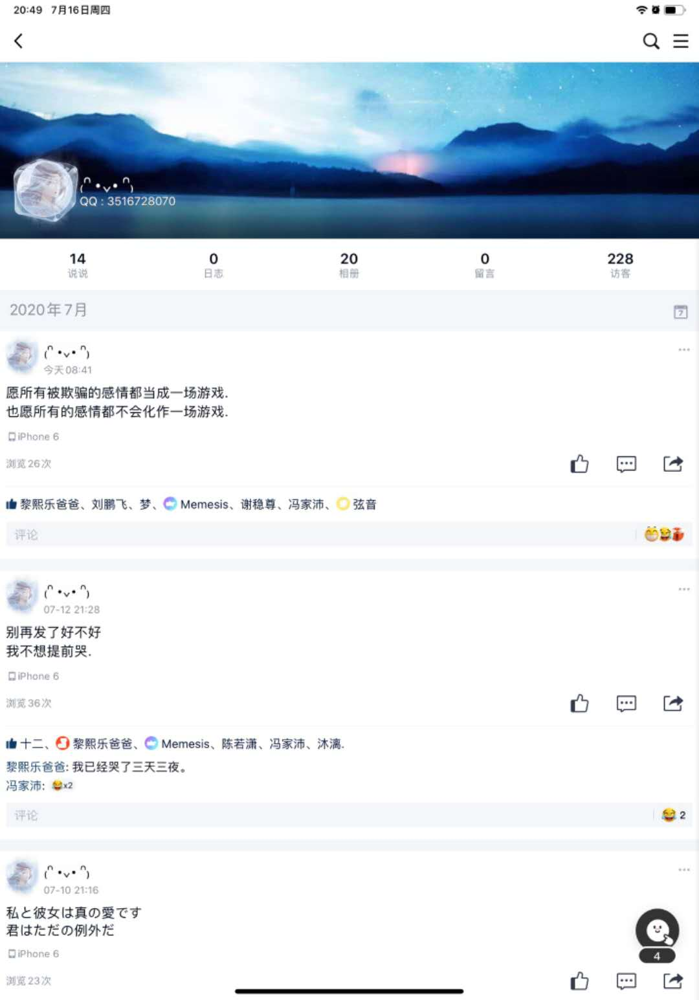 20:49 7月16日周四
(ᐢ •ᵥ• ᐢ)
QQ : 3516728070
14 0 20 0 228
说说 日志 相册 留言 访客
2020年7月
7
(ᐢ •ᵥ• ᐢ)
今天08:41
愿所有被欺骗的感情都当成一场游戏.
也愿所有的感情都不会化作一场游戏.
iPhone 6
浏览26次
黎熙乐爸爸、刘鹏飞、梦、Memesis、谢稳尊、冯家沛、弦音
评论
(ᐢ •ᵥ• ᐢ)
07-12 21:28
别再发了好不好
我不想提前哭.
iPhone 6
浏览36次
十二、黎熙乐爸爸、Memesis、陈若潇、冯家沛、沐漓.
黎熙乐爸爸: 我已经哭了三天三夜。
冯家沛: 😂x2
评论 😂 2
(ᐢ •ᵥ• ᐢ)
07-10 21:16
私と彼女は真の愛です
君はただの例外だ
iPhone 6
4
浏览23次